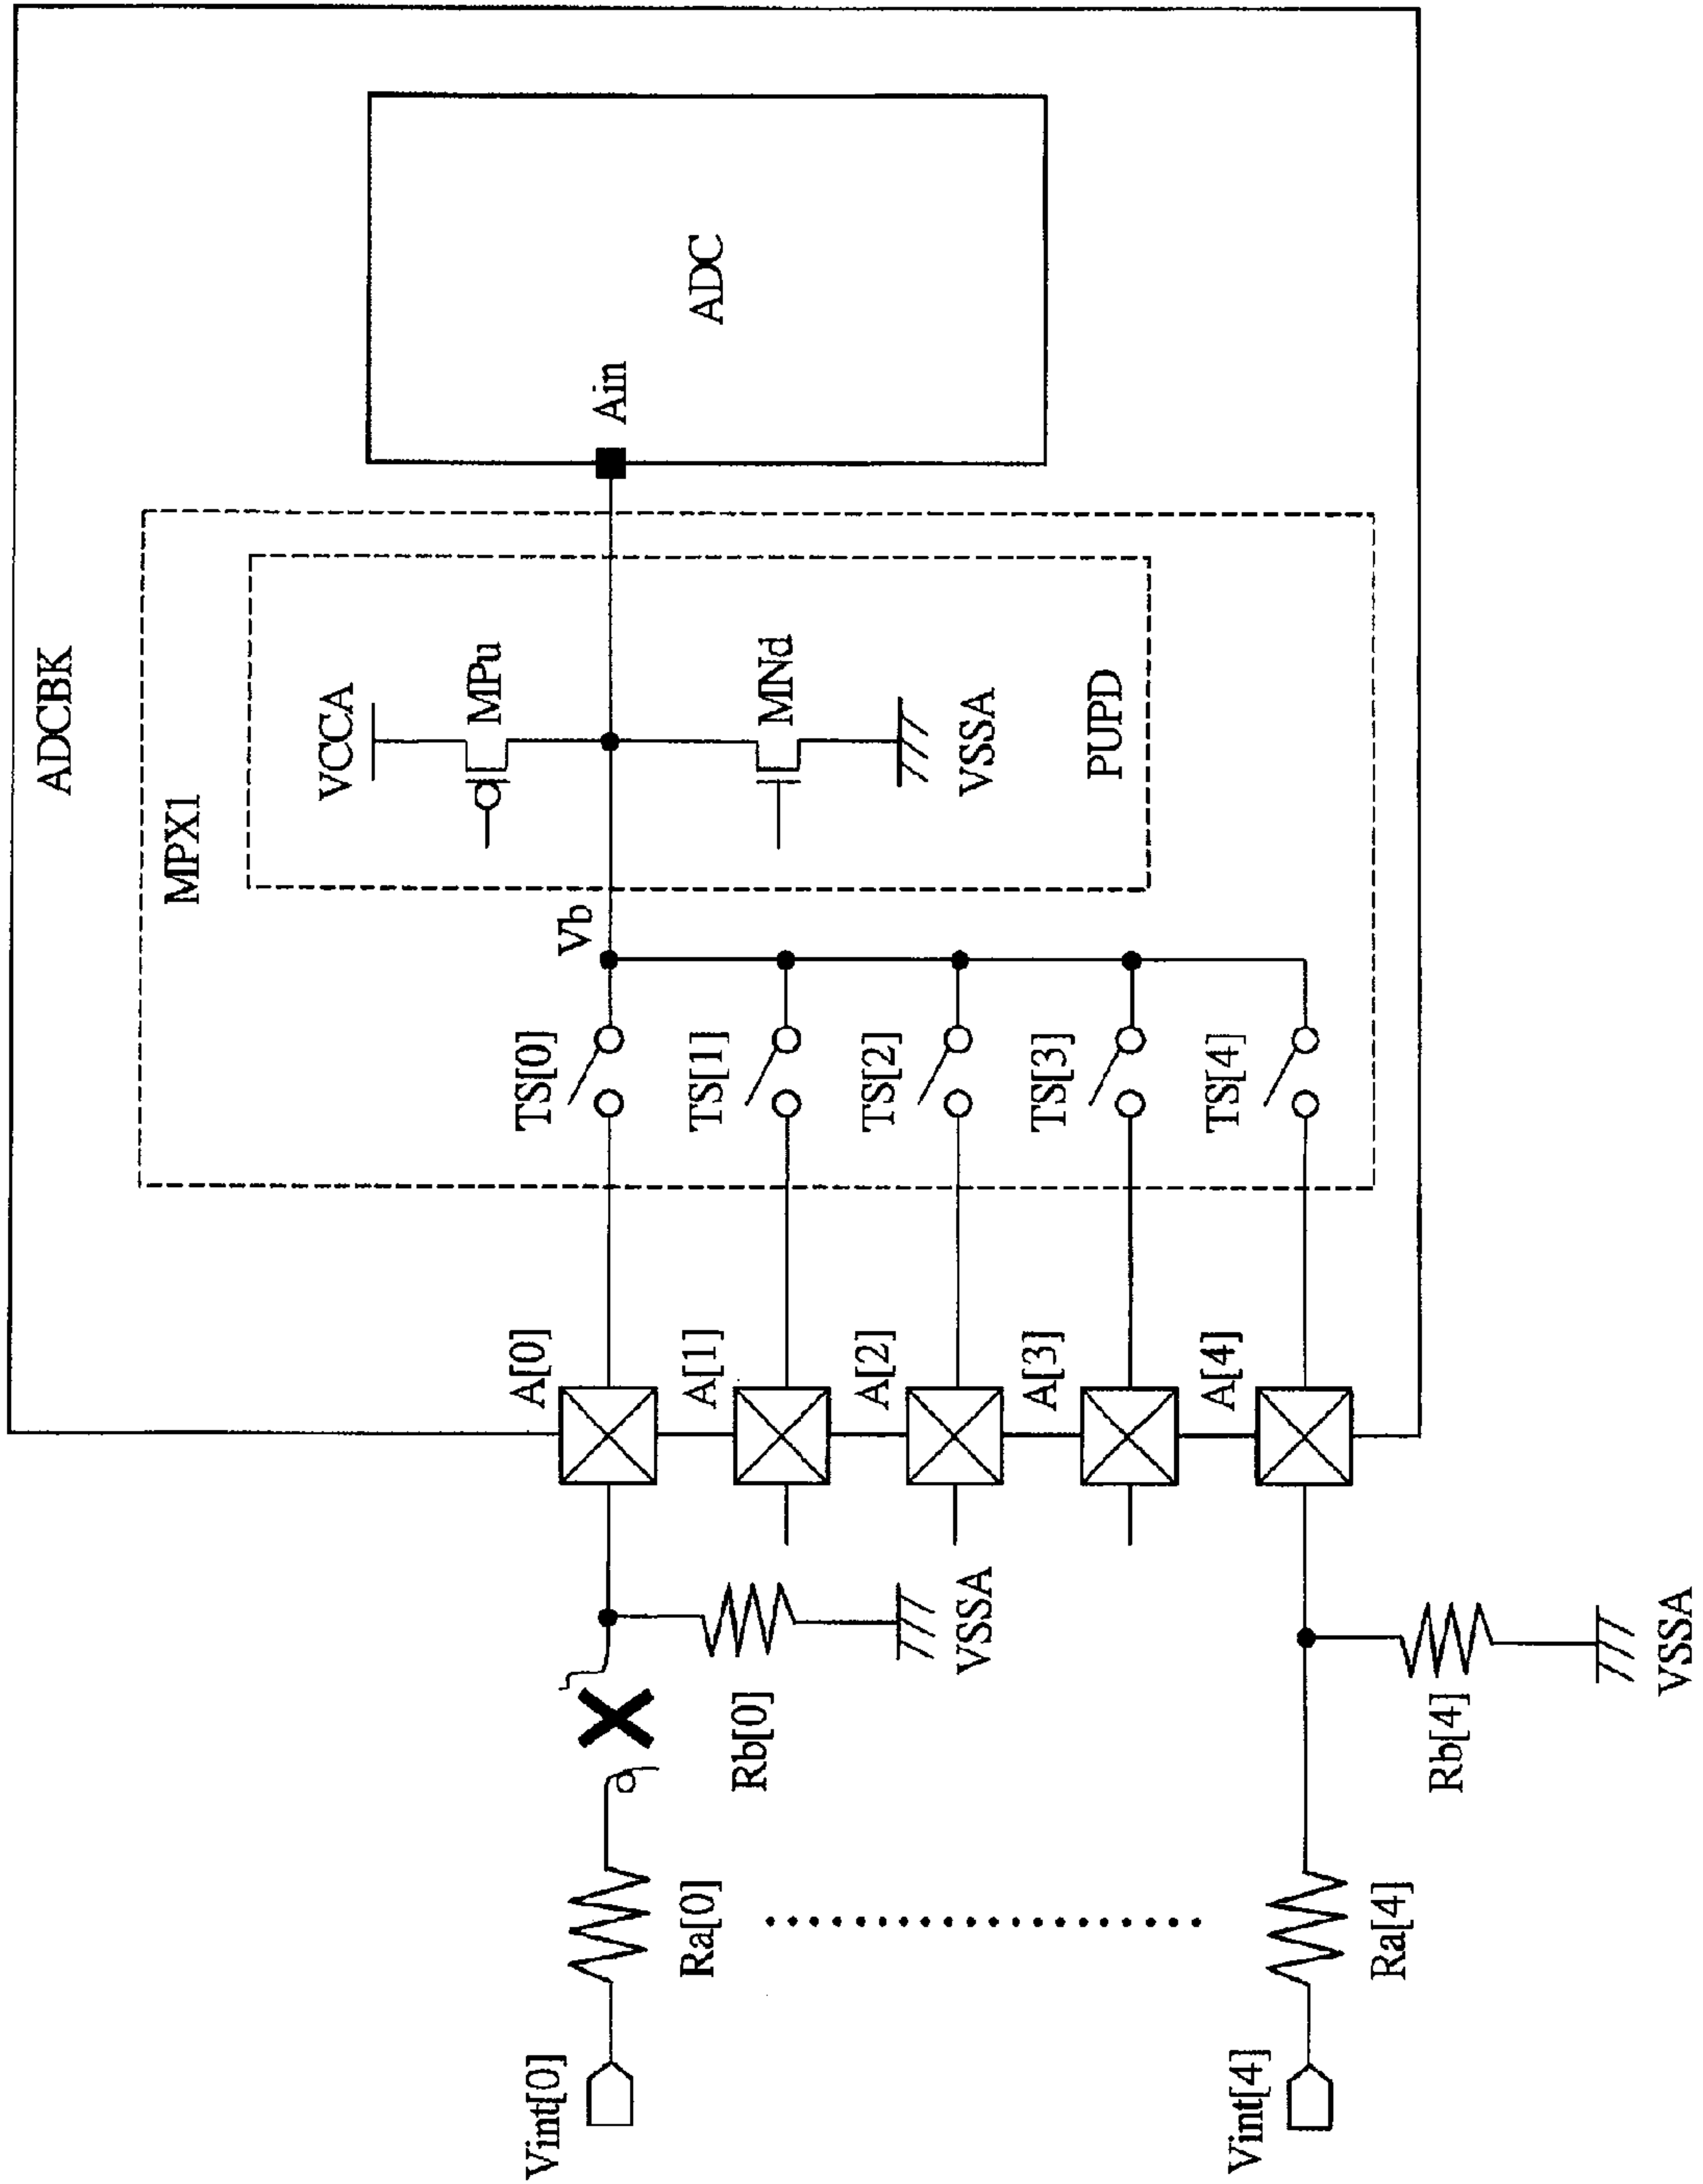 ADCBK
MPX1
VCCA
MPu
Vb
Ain
ADC
MNd
VSSA
PUPD
TS[0]
TS[1]
TS[2]
TS[3]
TS[4]
A[0]
A[1]
A[2]
A[3]
A[4]
Vint[0]
Ra[0]
Rb[0]
VSSA
Vint[4]
Ra[4]
Rb[4]
VSSA